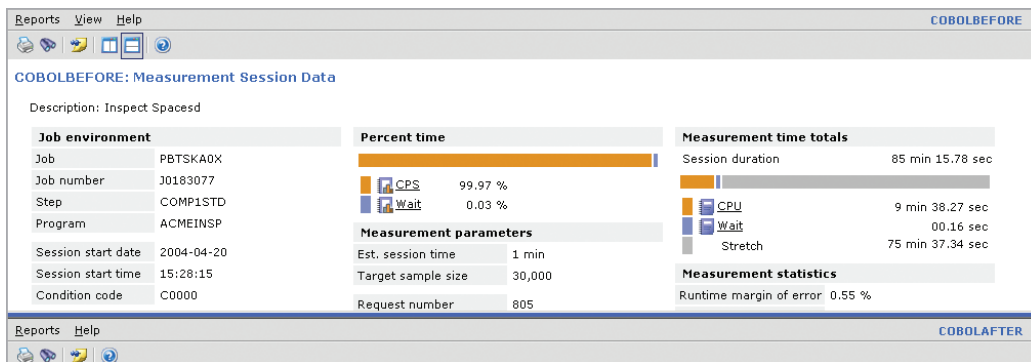 Reports View Help COBOLBEFORE
COBOLBEFORE: Measurement Session Data
Description: Inspect Spacesd
Job environment
Job PBTSKA0X
Job number J0183077
Step COMP1STD
Program ACMEINSP
Session start date 2004-04-20
Session start time 15:28:15
Condition code C0000
Percent time
CPS 99.97 %
Wait 0.03 %
Measurement parameters
Est. session time 1 min
Target sample size 30,000
Request number 805
Measurement time totals
Session duration 85 min 15.78 sec
CPU 9 min 38.27 sec
Wait 00.16 sec
Stretch 75 min 37.34 sec
Measurement statistics
Runtime margin of error 0.55 %
Reports Help COBOLAFTER